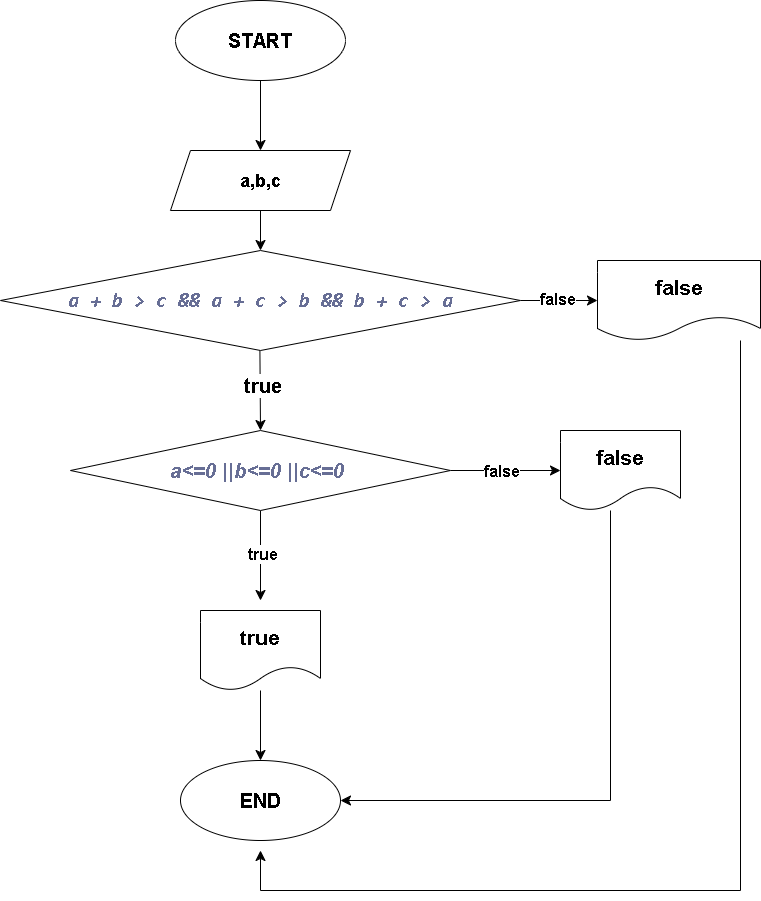 START
a,b,c
a + b > c && a + c > b && b + c > a
false
false
true
a<=0 ||b<=0 ||c<=0
false
false
true
true
END